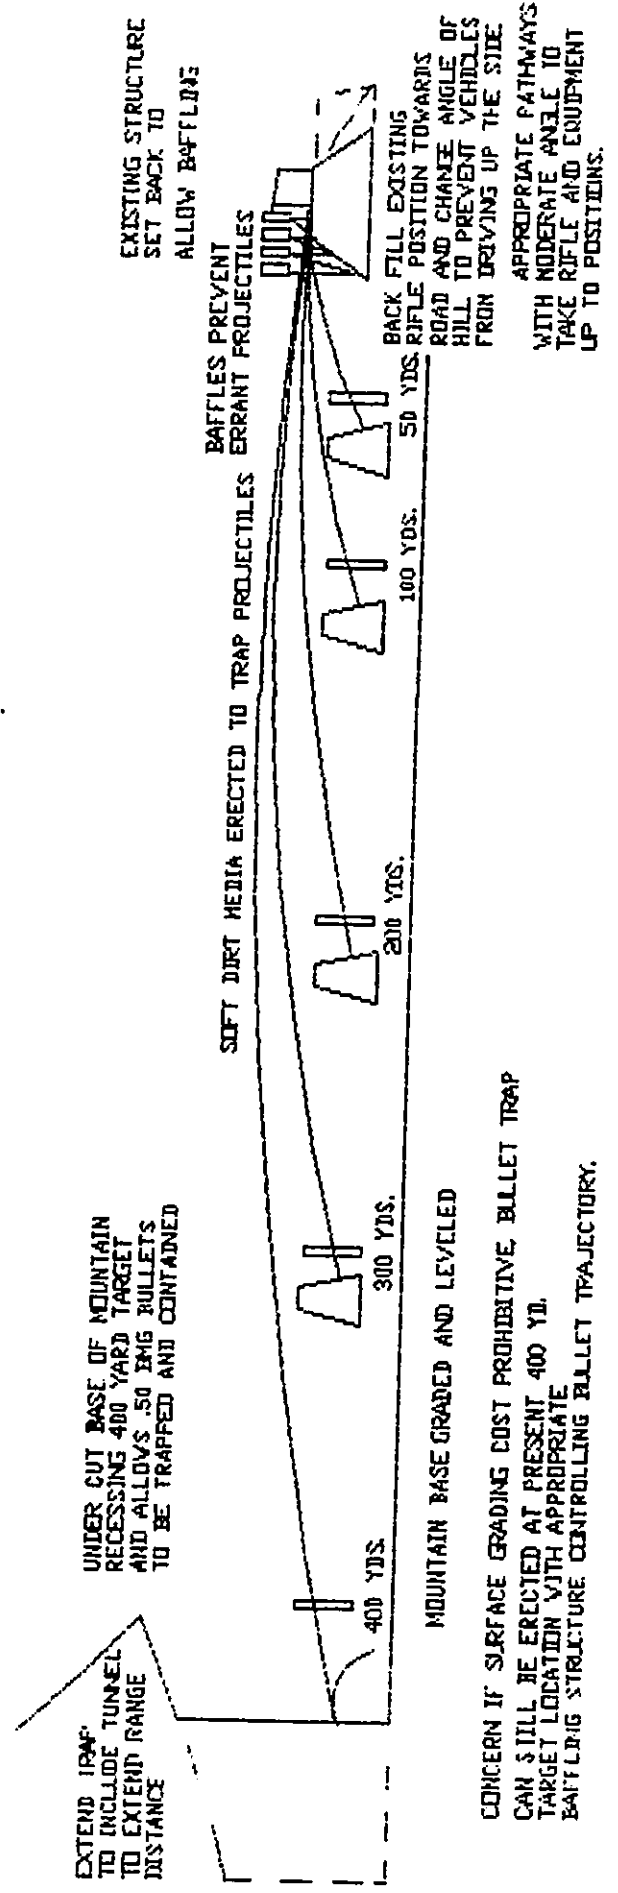 EXTEND TRAP
TO INCLUDE TUNNEL
TO EXTEND RANGE
DISTANCE
UNDER CUT BASE OF MOUNTAIN
RECESSING 400 YARD TARGET
AND ALLOWS .50 BMG BULLETS
TO BE TRAPPED AND CONTAINED
SOFT DIRT MEDIA ERECTED TO TRAP PROJECTILES
BAFFLES PREVENT
ERRANT PROJECTILES
EXISTING STRUCTURE
SET BACK TO
ALLOW BAFFLING
400 YDS.
300 YDS.
200 YDS.
100 YDS.
50 YDS.
BACK FILL EXISTING
RIFLE POSITION TOWARDS
ROAD AND CHANGE ANGLE OF
HILL TO PREVENT VEHICLES
FROM DRIVING UP THE SIDE.
APPROPRIATE PATHWAYS
WITH MODERATE ANGLE TO
TAKE RIFLE AND EQUIPMENT
UP TO POSITIONS.
MOUNTAIN BASE GRADED AND LEVELED
CONCERN IF SURFACE GRADING COST PROHIBITIVE, BULLET TRAP
CAN STILL BE ERECTED AT PRESENT 400 YD.
TARGET LOCATION WITH APPROPRIATE
BAFFLING STRUCTURE CONTROLLING BULLET TRAJECTORY.